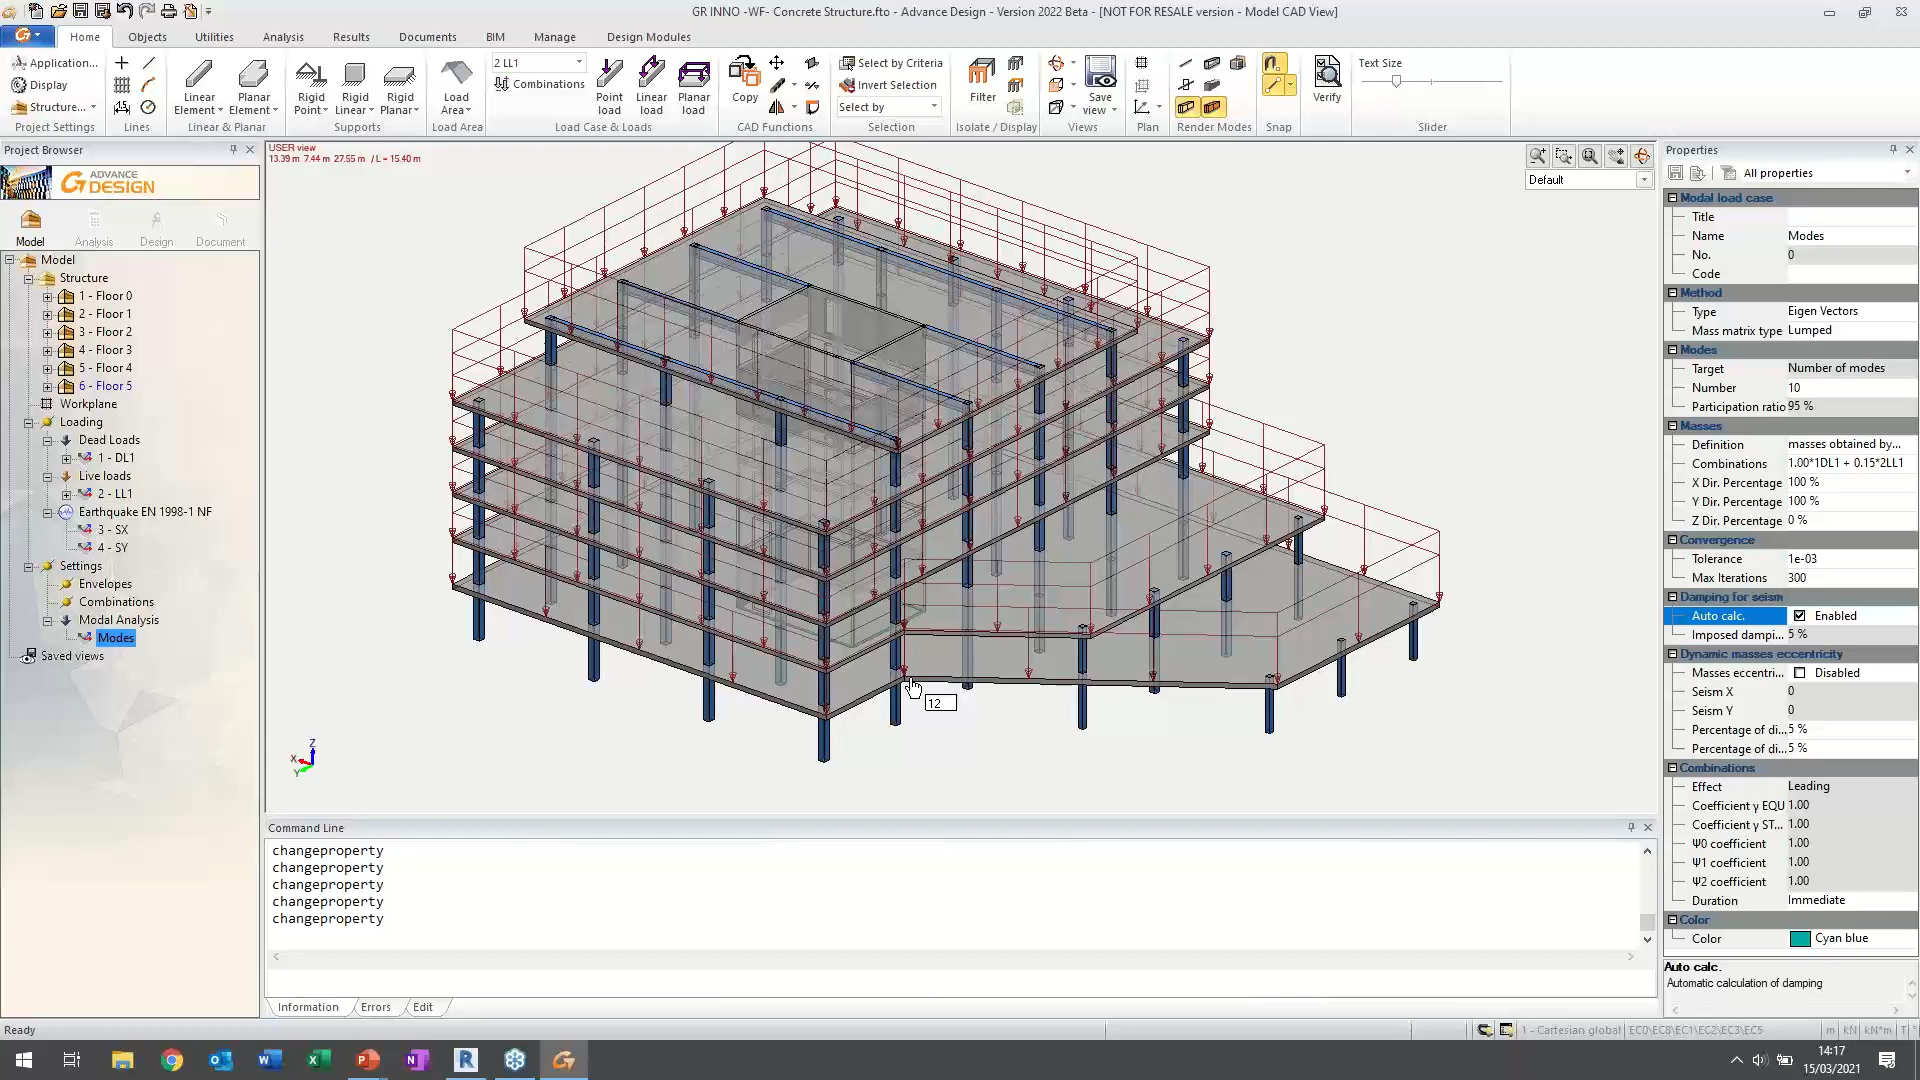 GR INNO -WF- Concrete Structure.fto - Advance Design - Version 2022 Beta - [NOT FOR RESALE version - Model CAD View]
Home Objects Utilities Analysis Results Documents BIM Manage Design Modules
Application...
Display
Structure...
Project Settings
Lines
Linear Element
Planar Element
Linear & Planar
Rigid Point
Rigid Linear
Rigid Planar
Supports
Load Area
Load Area
2 LL1
Combinations
Point load
Linear load
Planar load
Load Case & Loads
Copy
CAD Functions
Select by Criteria
Invert Selection
Select by
Selection
Filter
Isolate / Display
Save view
Views
Plan
Render Modes
Snap
Verify
Text Size
Slider
Project Browser
ADVANCE
DESIGN
Model Analysis Design Document
Model
Structure
1 - Floor 0
2 - Floor 1
3 - Floor 2
4 - Floor 3
5 - Floor 4
6 - Floor 5
Workplane
Loading
Dead Loads
1 - DL1
Live loads
2 - LL1
Earthquake EN 1998-1 NF
3 - SX
4 - SY
Settings
Envelopes
Combinations
Modal Analysis
Modes
Saved views
USER view
13.39 m 7.44 m 27.55 m / L = 15.40 m
Default
12
Z
X
Y
Command Line
changeproperty
changeproperty
changeproperty
changeproperty
changeproperty
Information Errors Edit
Properties
All properties
Modal load case
Title
Name Modes
No. 0
Code
Method
Type Eigen Vectors
Mass matrix type Lumped
Modes
Target Number of modes
Number 10
Participation ratio 95 %
Masses
Definition masses obtained by...
Combinations 1.00*1DL1 + 0.15*2LL1
X Dir. Percentage 100 %
Y Dir. Percentage 100 %
Z Dir. Percentage 0 %
Convergence
Tolerance 1e-03
Max Iterations 300
Damping for seism
Auto calc. Enabled
Imposed dampi... 5 %
Dynamic masses eccentricity
Masses eccentri... Disabled
Seism X 0
Seism Y 0
Percentage of di... 5 %
Percentage of di... 5 %
Combinations
Effect Leading
Coefficient γ EQU 1.00
Coefficient γ ST... 1.00
Ψ0 coefficient 1.00
Ψ1 coefficient 1.00
Ψ2 coefficient 1.00
Duration Immediate
Color
Color Cyan blue
Auto calc.
Automatic calculation of damping
Ready
1 - Cartesian global EC0\EC8\EC1\EC2\EC3\EC5 m kN kN*m T °
14:17
15/03/2021